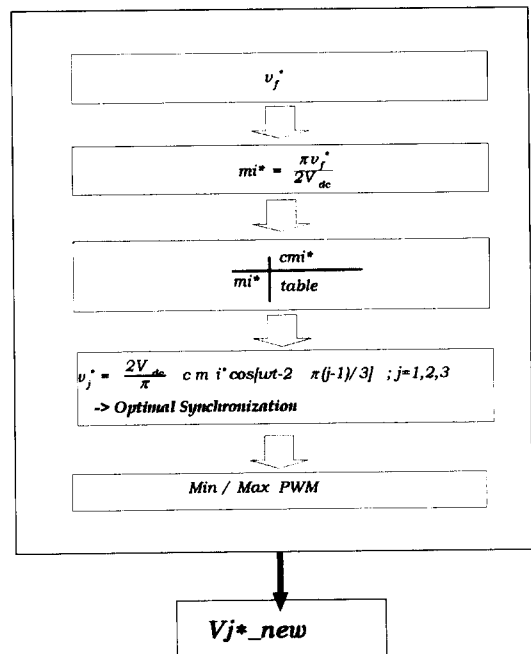 v_f*
mi* = πv_f* / 2V_dc
cmi*
mi* table
v_j* = 2V_dc / π c m i* cos[wt-2 π(j-1)/3] ; j=1,2,3
-> Optimal Synchronization
Min / Max PWM
Vj*_new